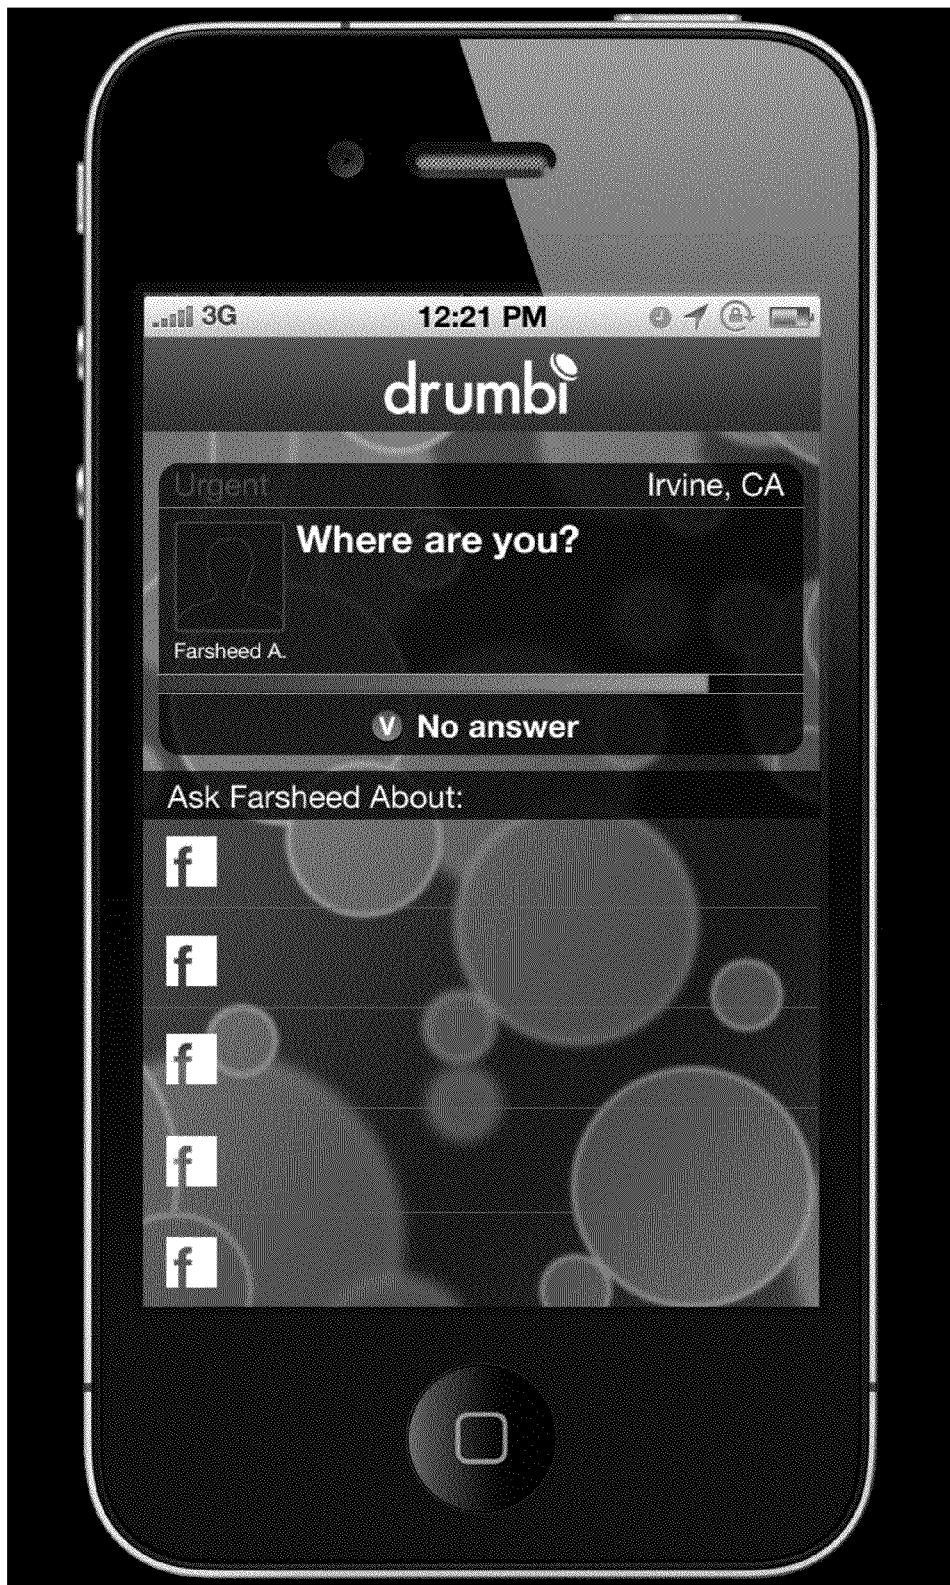 3G 12:21 PM
drumbi
Urgent Irvine, CA
Where are you?
Farsheed A.
V No answer
Ask Farsheed About:
f
f
f
f
f